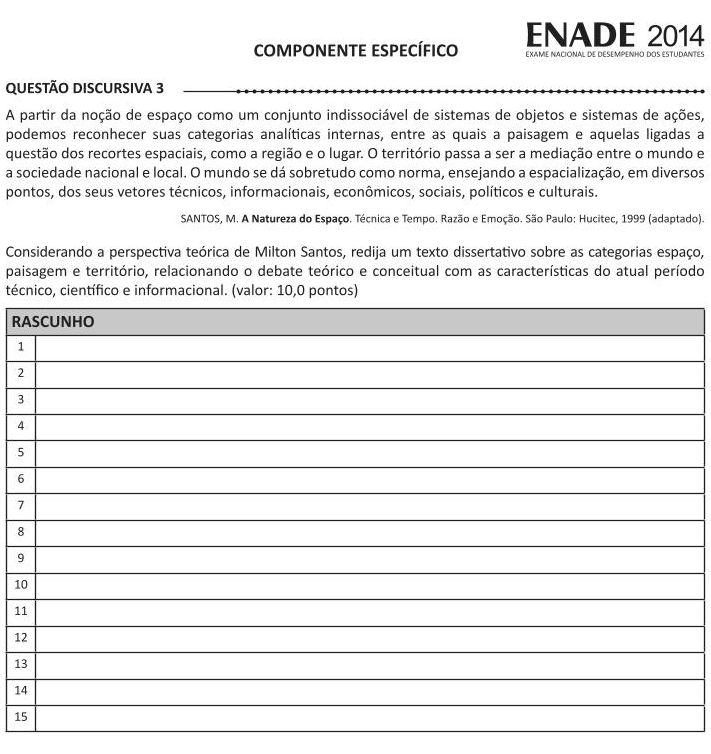 ENADE 2014
EXAME NACIONAL DE DESEMPENHO DOS ESTUDANTES
COMPONENTE ESPECÍFICO
QUESTÃO DISCURSIVA 3
A partir da noção de espaço como um conjunto indissociável de sistemas de objetos e sistemas de ações,
podemos reconhecer suas categorias analíticas internas, entre as quais a paisagem e aquelas ligadas a
questão dos recortes espaciais, como a região e o lugar. O território passa a ser a mediação entre o mundo e
a sociedade nacional e local. O mundo se dá sobretudo como norma, ensejando a espacialização, em diversos
pontos, dos seus vetores técnicos, informacionais, econômicos, sociais, políticos e culturais.
SANTOS, M. A Natureza do Espaço. Técnica e Tempo. Razão e Emoção. São Paulo: Hucitec, 1999 (adaptado).
Considerando a perspectiva teórica de Milton Santos, redija um texto dissertativo sobre as categorias espaço,
paisagem e território, relacionando o debate teórico e conceitual com as características do atual período
técnico, científico e informacional. (valor: 10,0 pontos)
RASCUNHO
1
2
3
4
5
6
7
8
9
10
11
12
13
14
15